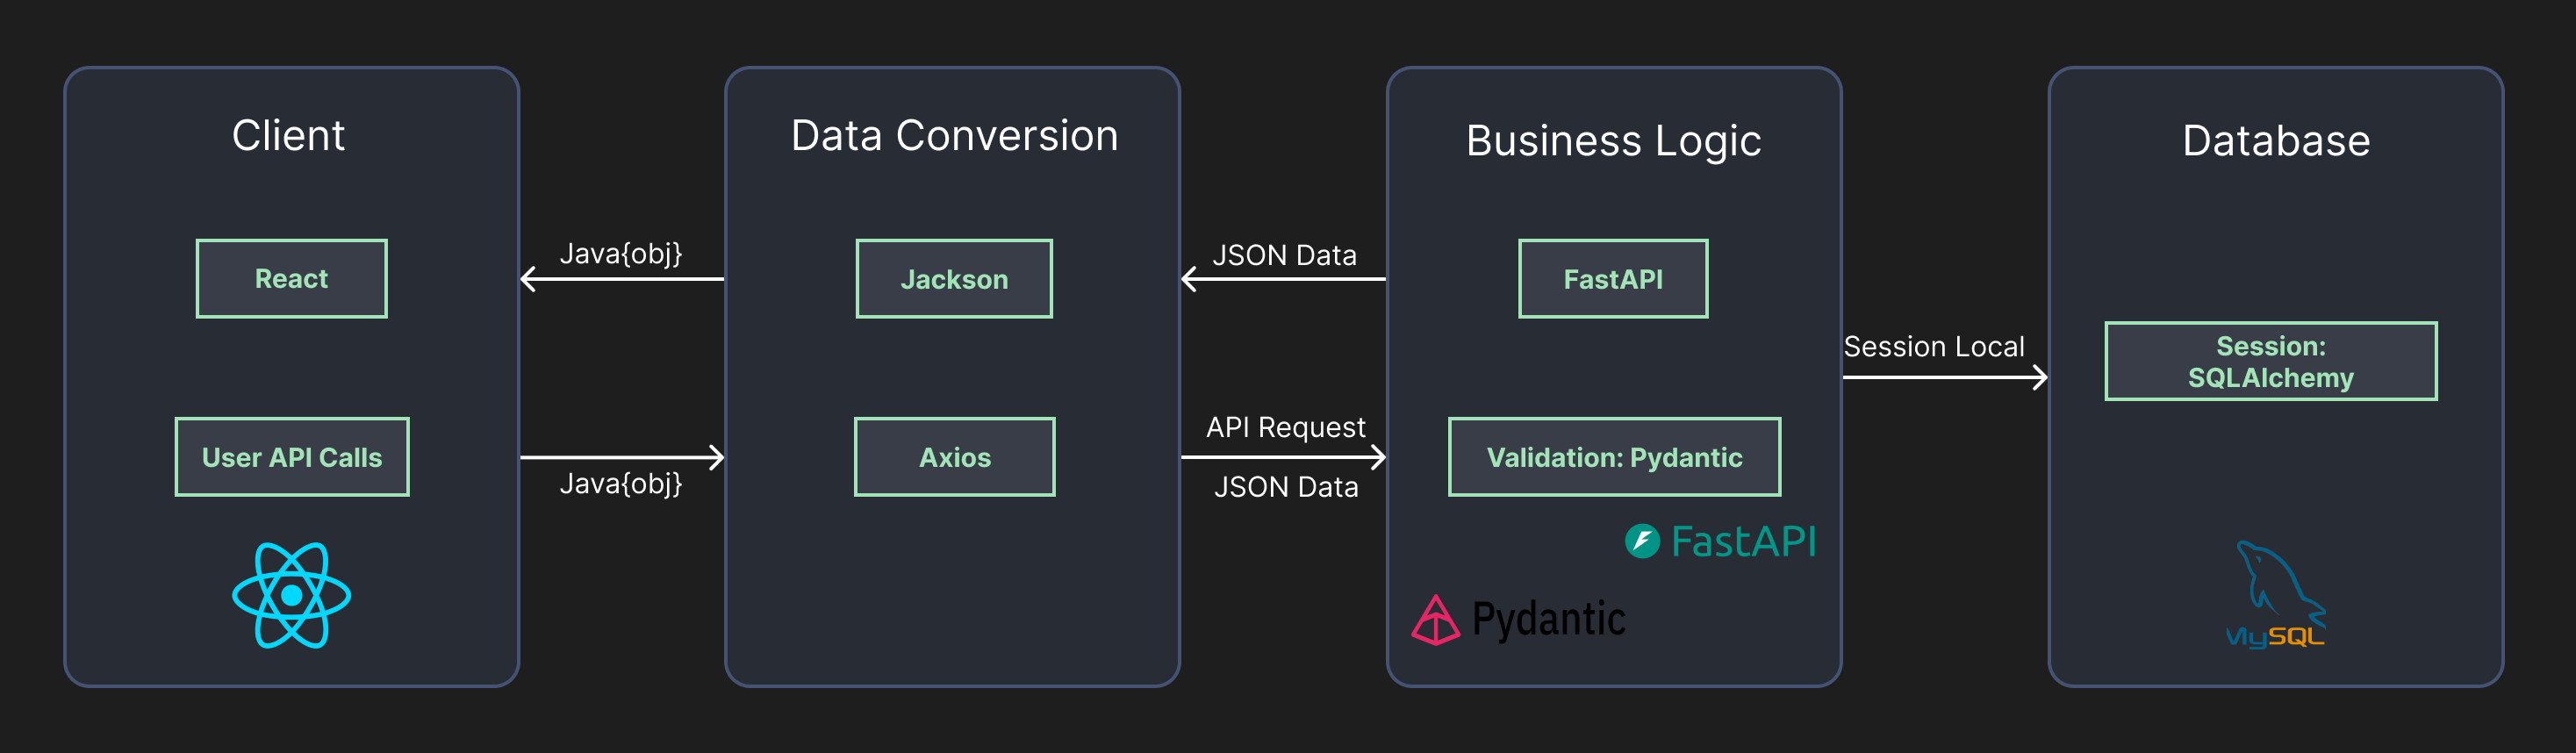 Client
React
User API Calls
Java{obj}
Java{obj}
Data Conversion
Jackson
Axios
JSON Data
API Request
JSON Data
Business Logic
FastAPI
Validation: Pydantic
FastAPI
Pydantic
Session Local
Database
Session:
SQLAlchemy
MySQL